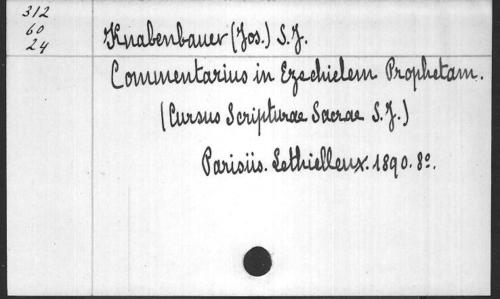 312
60
24
Knabenbauer (Jos.) S.J.
Commentarius in Ezechielem Prophetam.
(Cursus Scripturae Sacrae S.J.)
Parisiis. Lethielleux. 1890. 8º.